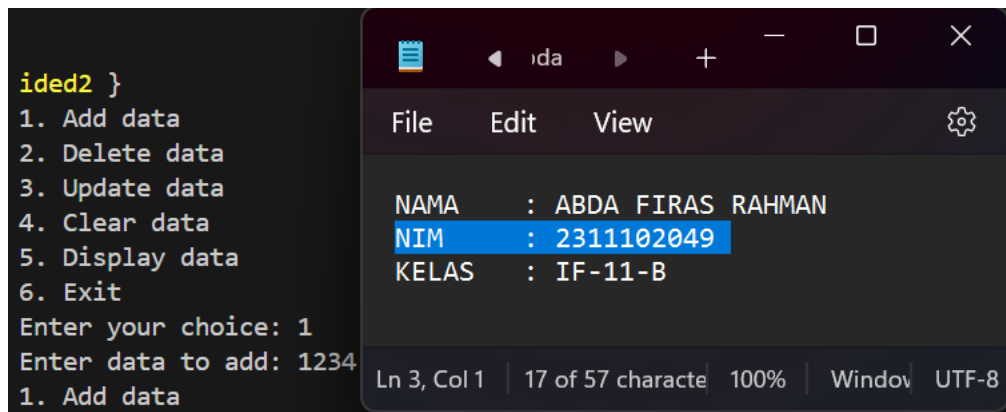 ided2 }
1. Add data
2. Delete data
3. Update data
4. Clear data
5. Display data
6. Exit
Enter your choice: 1
Enter data to add: 1234
1. Add data
File Edit View
NAMA : ABDA FIRAS RAHMAN
NIM : 2311102049
KELAS : IF-11-B
Ln 3, Col 1 17 of 57 characte 100% Window UTF-8